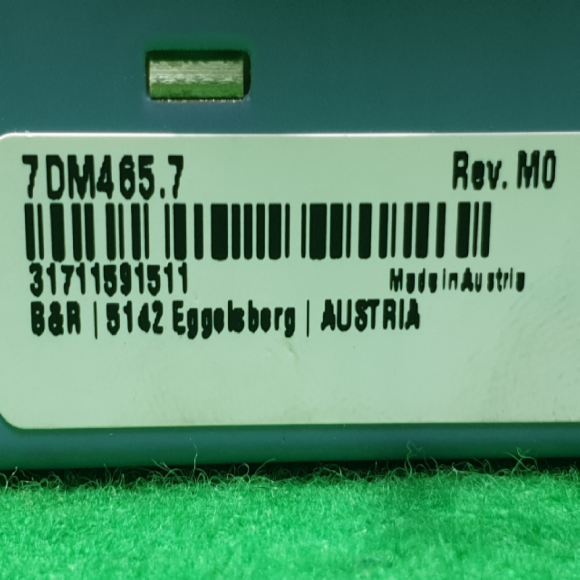 7DM465.7 Rev. M0
31711591511 Made in Austria
B&R | 5142 Eggelsberg | AUSTRIA